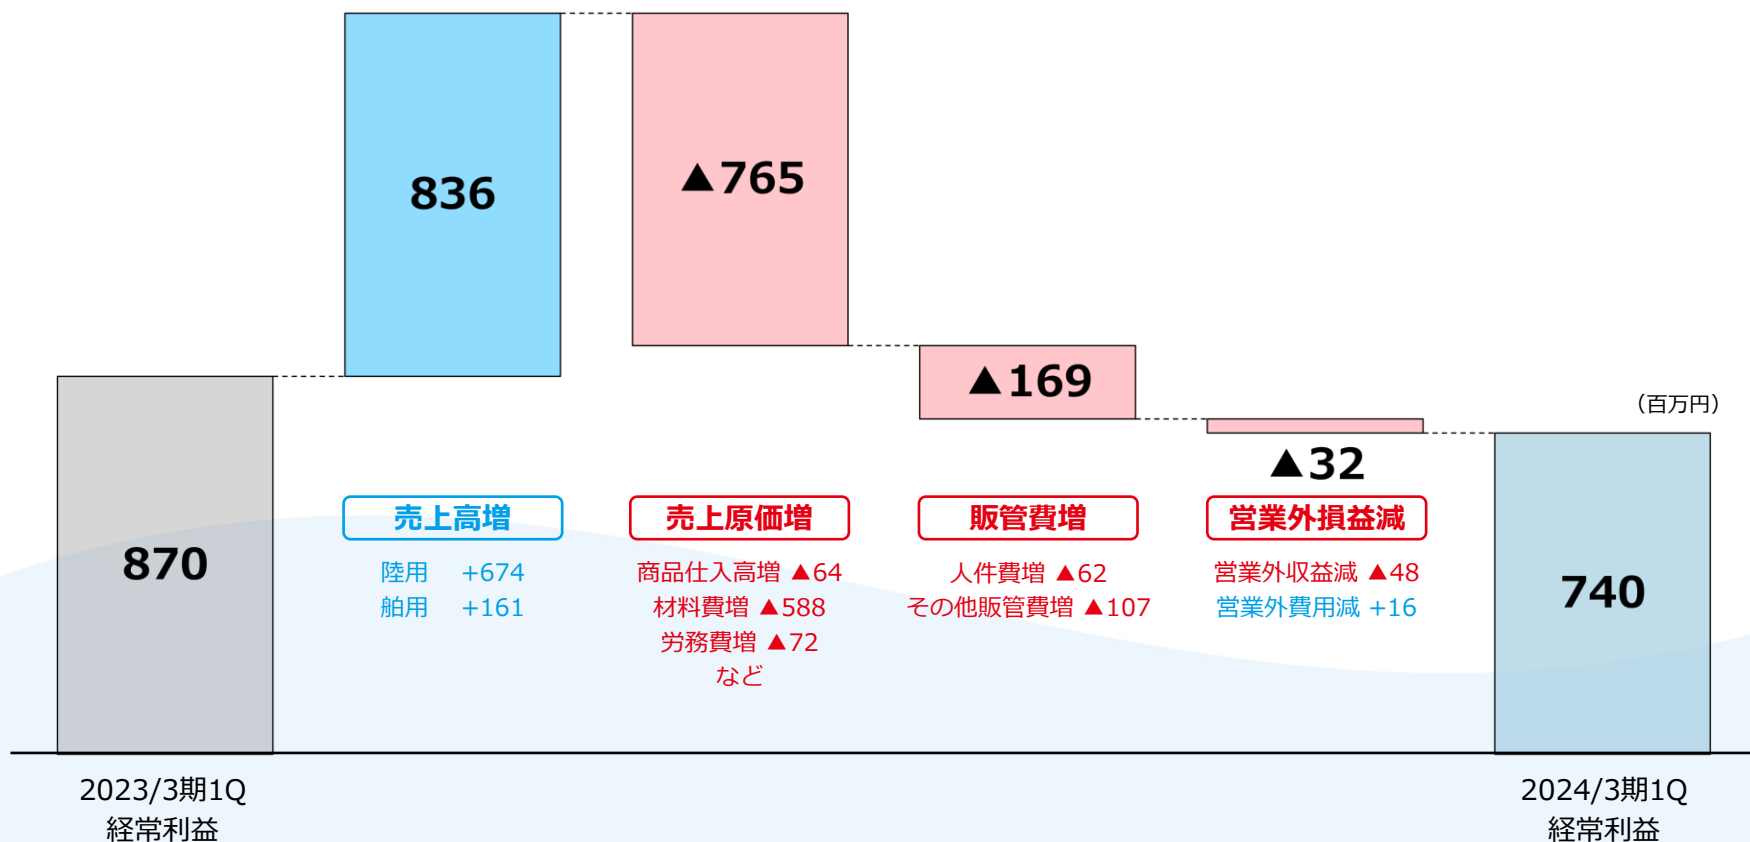 836
▲765
▲169
（百万円）
▲32
870
740
売上高増
陸用 +674
舶用 +161
売上原価増
商品仕入高増 ▲64
材料費増 ▲588
労務費増 ▲72
など
販管費増
人件費増 ▲62
その他販管費増 ▲107
営業外損益減
営業外収益減 ▲48
営業外費用減 +16
2023/3期1Q
経常利益
2024/3期1Q
経常利益